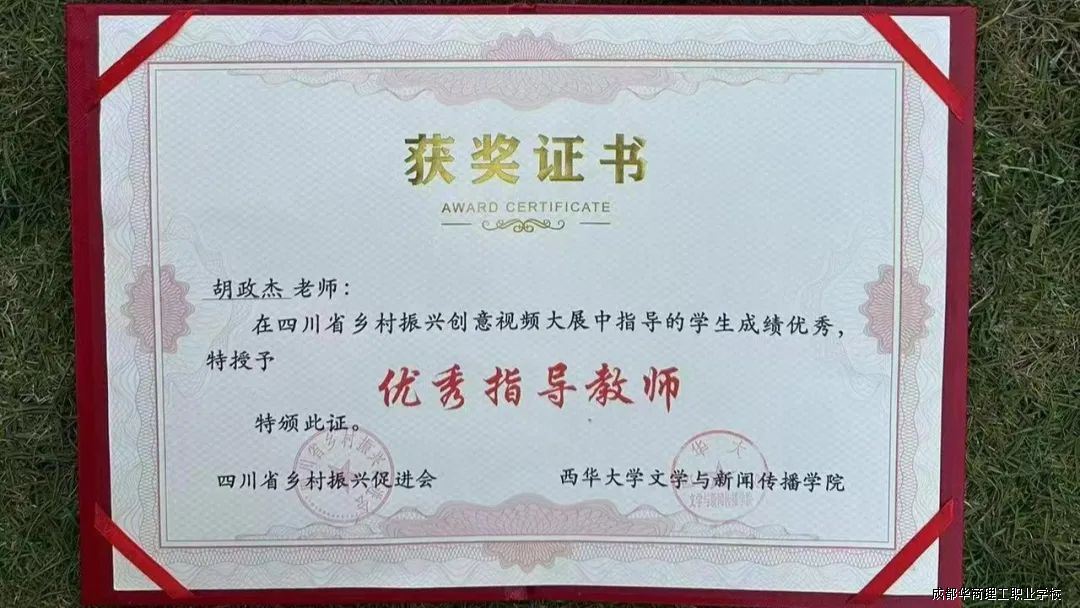 获奖证书
AWARD CERTIFICATE
胡政杰 老师：
在四川省乡村振兴创意视频大展中指导的学生成绩优秀，
特授予
优秀指导教师
特颁此证。
四川省乡村振兴促进会
西华大学文学与新闻传播学院
成都华商理工职业学校